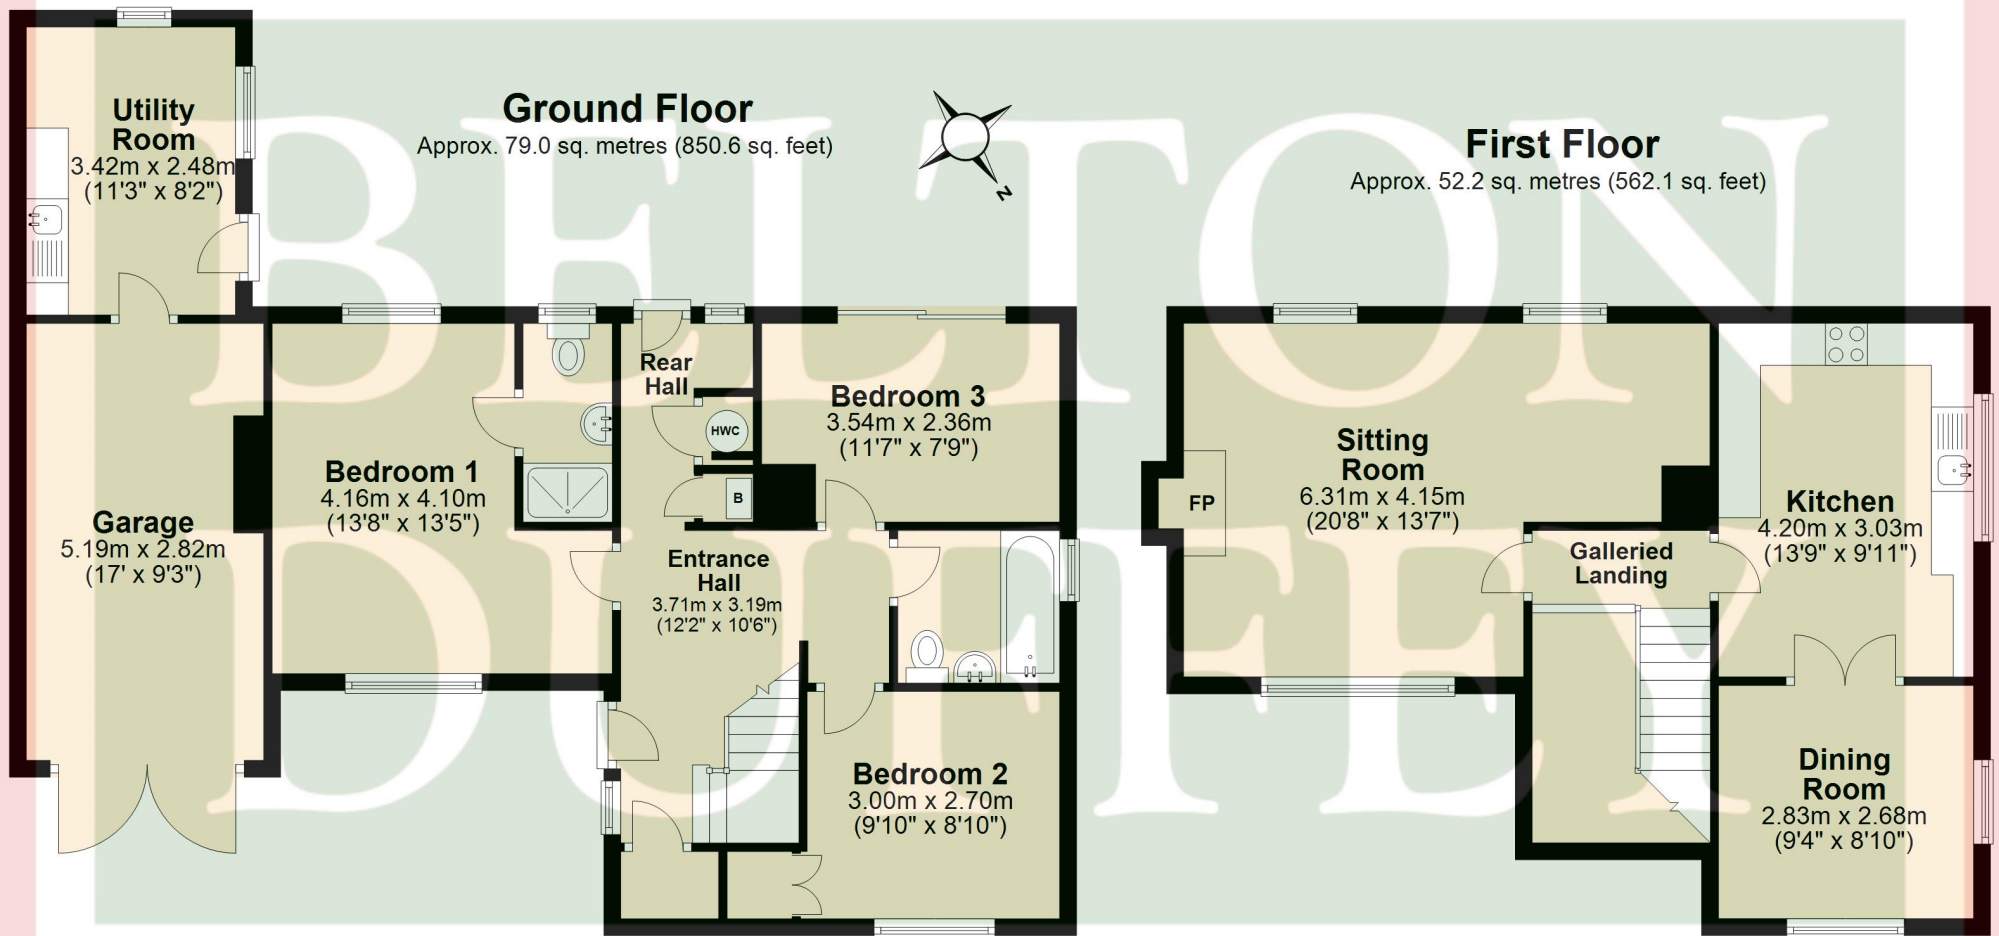 Ground Floor
Approx. 79.0 sq. metres (850.6 sq. feet)
N
First Floor
Approx. 52.2 sq. metres (562.1 sq. feet)
Utility
Room
3.42m x 2.48m
(11'3" x 8'2")
Garage
5.19m x 2.82m
(17' x 9'3")
Bedroom 1
4.16m x 4.10m
(13'8" x 13'5")
Rear
Hall
HWC
B
Bedroom 3
3.54m x 2.36m
(11'7" x 7'9")
Entrance
Hall
3.71m x 3.19m
(12'2" x 10'6")
Bedroom 2
3.00m x 2.70m
(9'10" x 8'10")
Sitting
Room
6.31m x 4.15m
(20'8" x 13'7")
FP
Galleried
Landing
Kitchen
4.20m x 3.03m
(13'9" x 9'11")
Dining
Room
2.83m x 2.68m
(9'4" x 8'10")
BELTON
DUFFEY